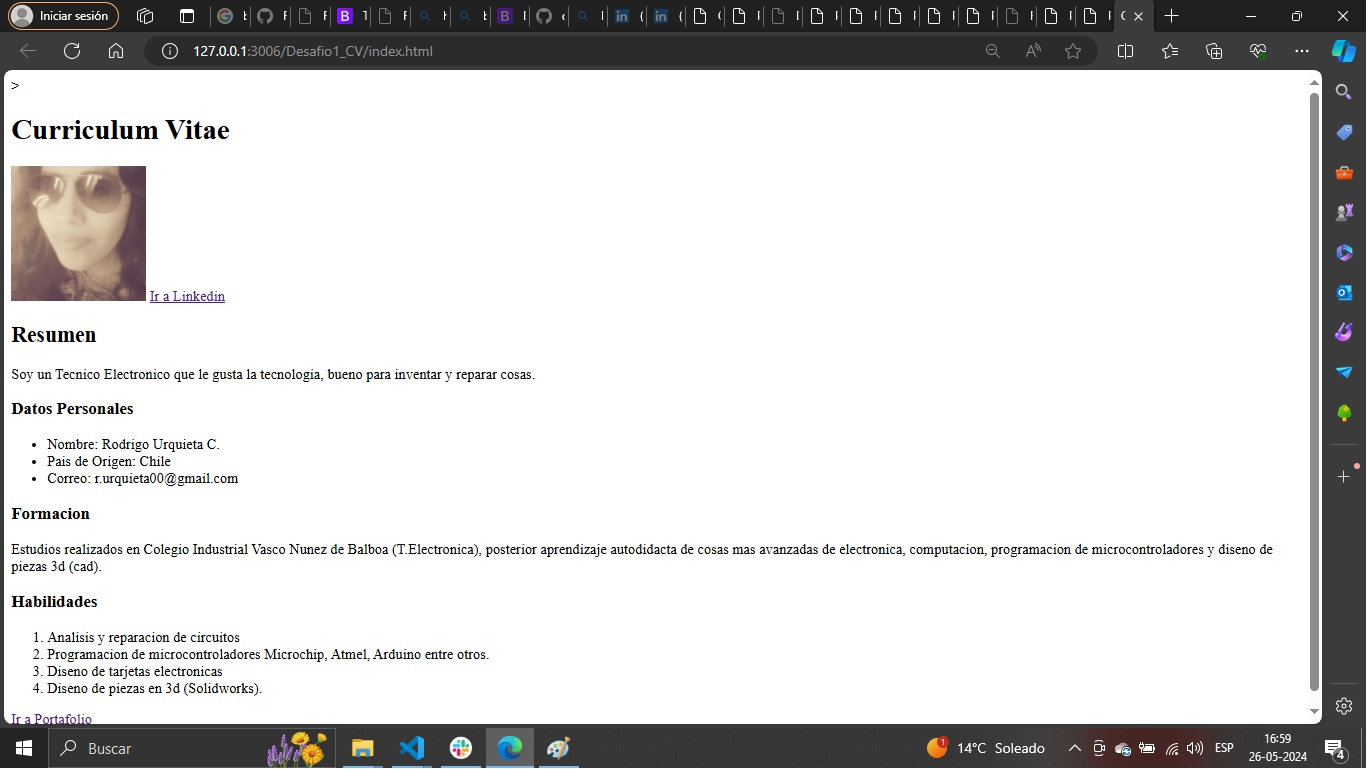 Iniciar sesión
127.0.0.1:3006/Desafio1_CV/index.html
>
Curriculum Vitae
Ir a Linkedin
Resumen
Soy un Tecnico Electronico que le gusta la tecnologia, bueno para inventar y reparar cosas.
Datos Personales
• Nombre: Rodrigo Urquieta C.
• Pais de Origen: Chile
• Correo: r.urquieta00@gmail.com
Formacion
Estudios realizados en Colegio Industrial Vasco Nunez de Balboa (T.Electronica), posterior aprendizaje autodidacta de cosas mas avanzadas de electronica, computacion, programacion de microcontroladores y diseno de
piezas 3d (cad).
Habilidades
1. Analisis y reparacion de circuitos
2. Programacion de microcontroladores Microchip, Atmel, Arduino entre otros.
3. Diseno de tarjetas electronicas
4. Diseno de piezas en 3d (Solidworks).
Ir a Portafolio
Buscar
1
14°C Soleado
ESP
16:59
26-05-2024
4